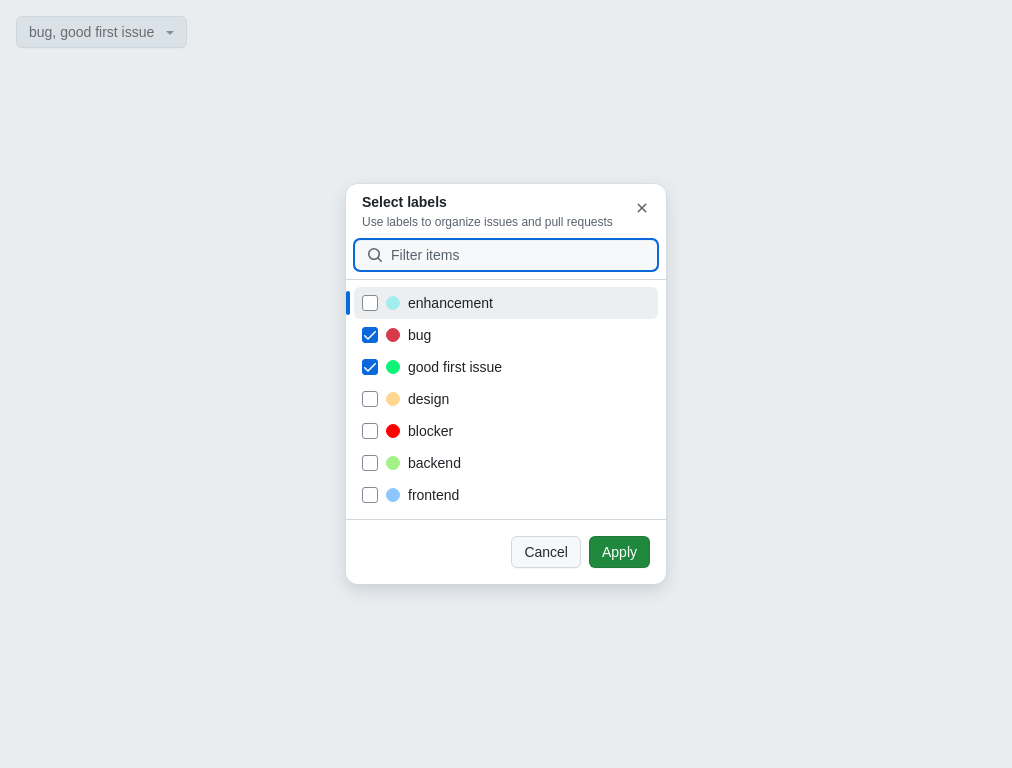 bug, good first issue
Select labels
Use labels to organize issues and pull requests
Filter items
enhancement
bug
good first issue
design
blocker
backend
frontend
Cancel
Apply